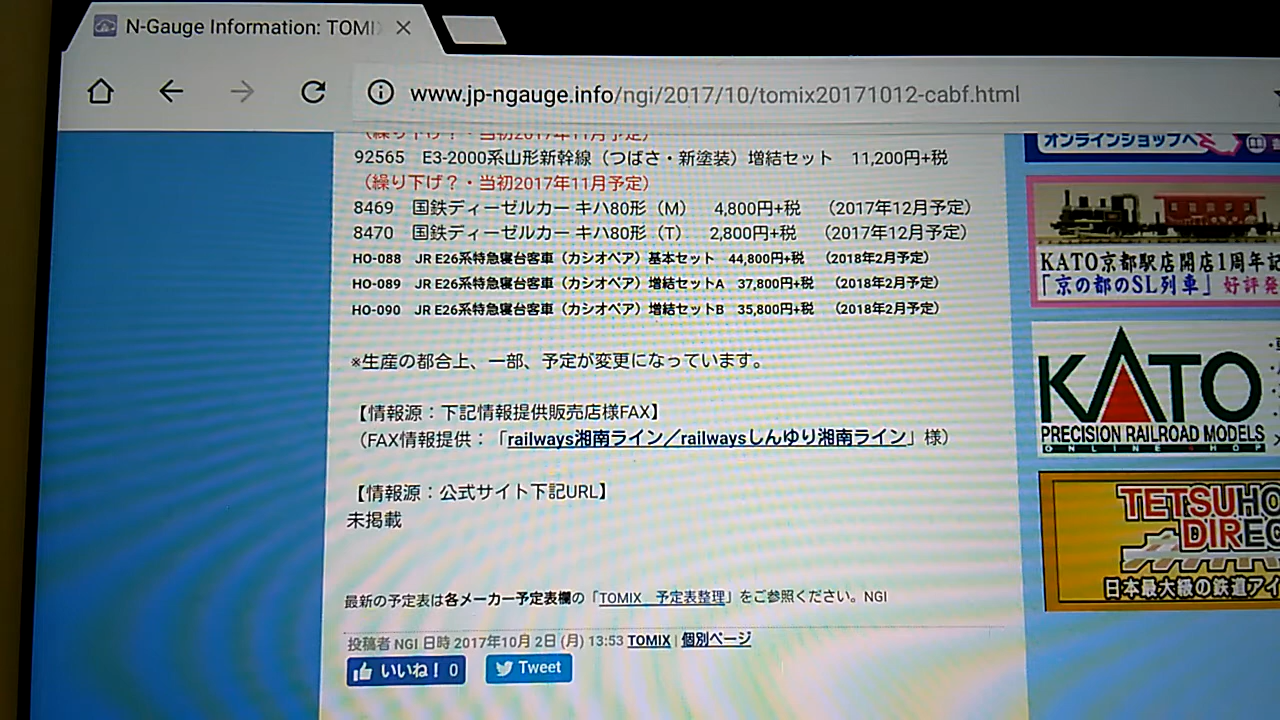 N-Gauge Information: TOMI
www.jp-ngauge.info/ngi/2017/10/tomix20171012-cabf.html
（繰り下げ？・当初2017年11月予定）
92565 E3-2000系山形新幹線（つばさ・新塗装）増結セット 11,200円+税
（繰り下げ？・当初2017年11月予定）
8469 国鉄ディーゼルカー キハ80形（M） 4,800円+税 （2017年12月予定）
8470 国鉄ディーゼルカー キハ80形（T） 2,800円+税 （2017年12月予定）
HO-088 JR E26系特急寝台客車（カシオペア）基本セット 44,800円+税 （2018年2月予定）
HO-089 JR E26系特急寝台客車（カシオペア）増結セットA 37,800円+税 （2018年2月予定）
HO-090 JR E26系特急寝台客車（カシオペア）増結セットB 35,800円+税 （2018年2月予定）
※生産の都合上、一部、予定が変更になっています。
【情報源：下記情報提供販売店様FAX】
（FAX情報提供：「railways湘南ライン／railwaysしんゆり湘南ライン」様）
【情報源：公式サイト下記URL】
未掲載
最新の予定表は各メーカー予定表欄の「TOMIX 予定表整理」をご参照ください。NGI
投稿者 NGI 日時 2017年10月 2日 (月) 13:53 TOMIX | 個別ページ
いいね！ 0
Tweet
オンラインショップへ
KATO京都駅店開店1周年記
「京の都のSL列車」好評発
KATO
PRECISION RAILROAD MODELS
ONLINE SHOP
TETSUHO
DIREC
日本最大級の鉄道アイ